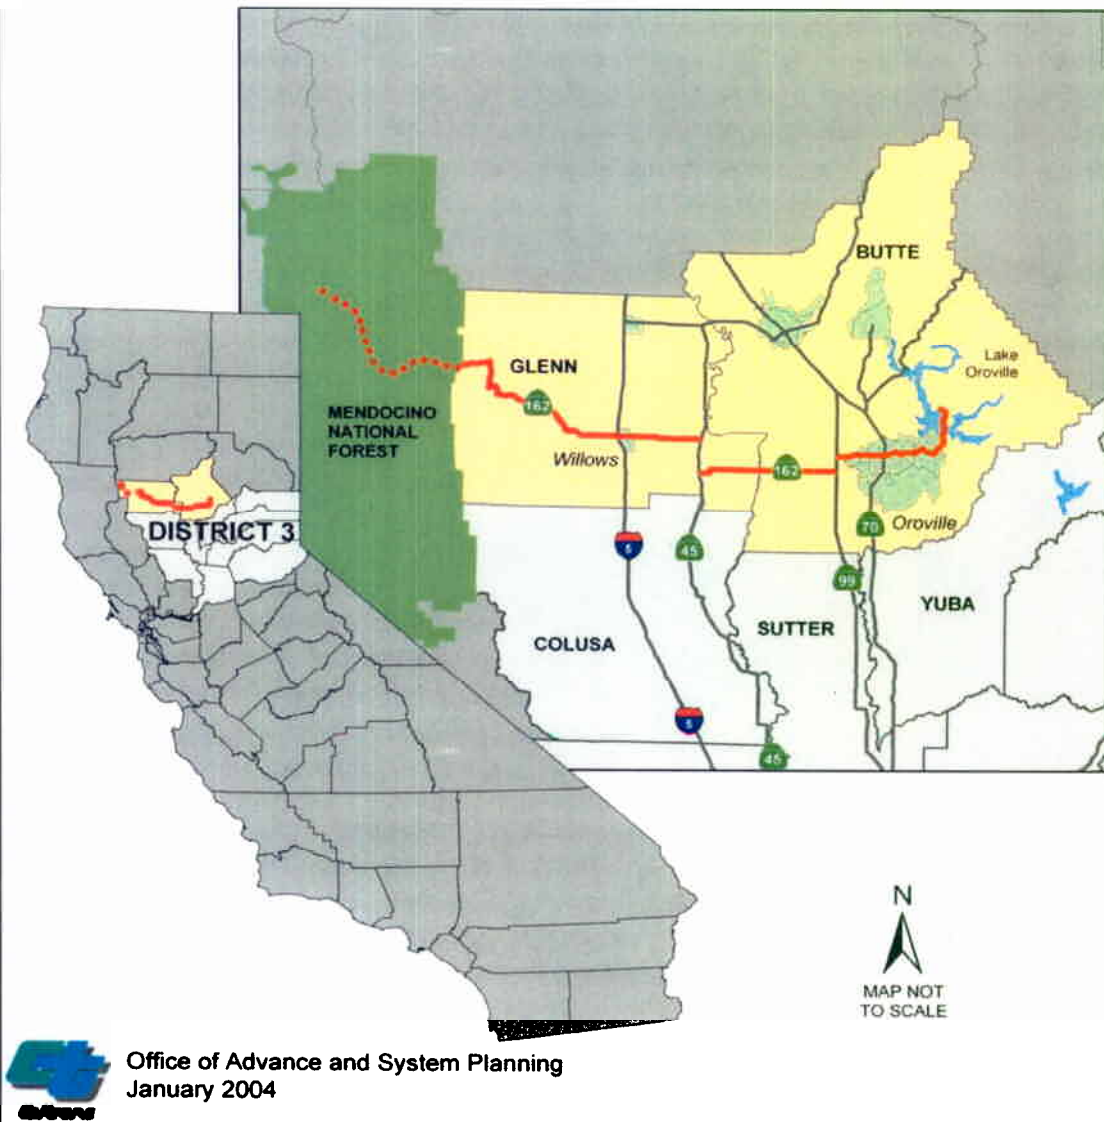 BUTTE
Lake
Oroville
GLENN
162
MENDOCINO
NATIONAL
FOREST
Willows
162
DISTRICT 3
70
Oroville
5
45
99
YUBA
SUTTER
COLUSA
5
45
N
MAP NOT
TO SCALE
Office of Advance and System Planning
January 2004
Caltrans